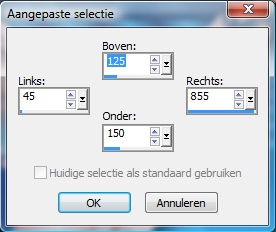 Aangepaste selectie
Boven:
125
Links:
45
Rechts:
855
Onder:
150
Huidige selectie als standaard gebruiken
OK
Annuleren